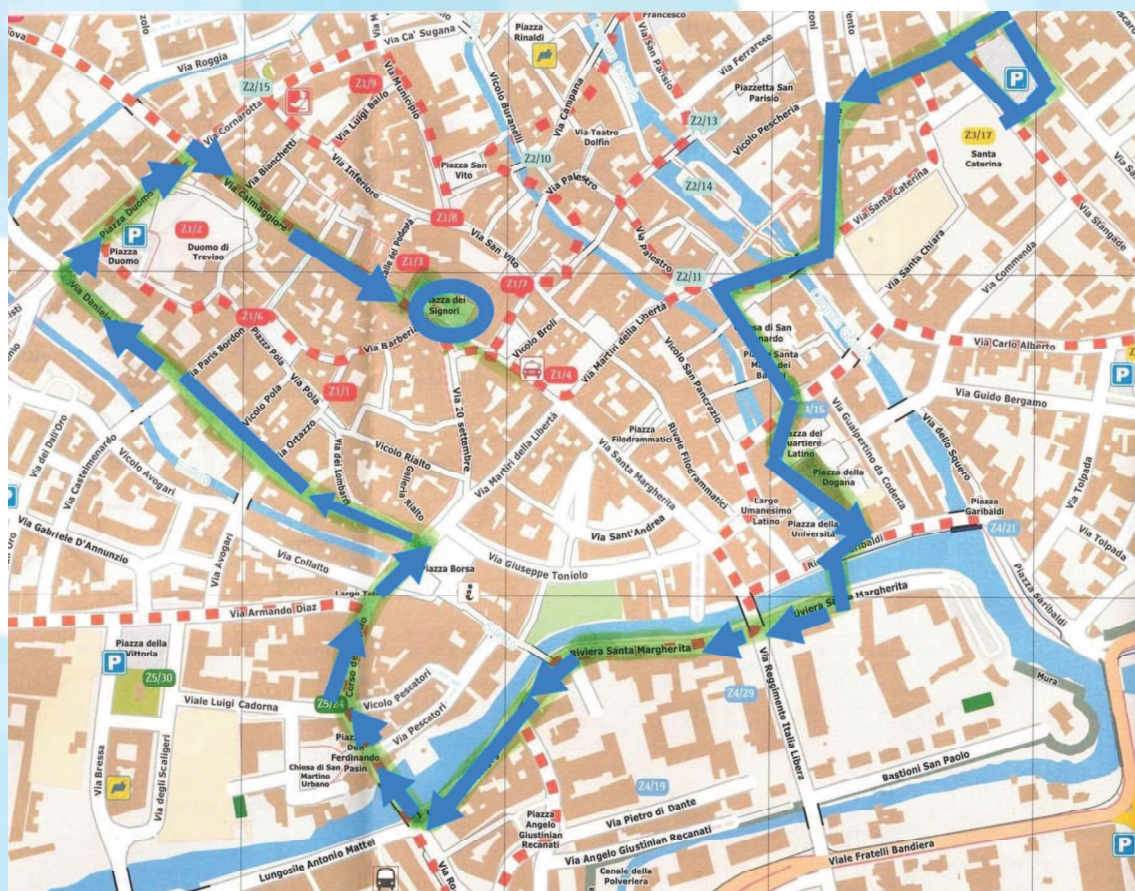 Via Roggia
Via Ca' Sugana
Piazza
Rinaldi
Francesco
Via San
Parisio
Via Ferrarese
Piazzetta San
Parisio
Vicolo Pescheria
P
Z2/15
Z1/9
Via Municipio
Via Luigi Ballo
Via Cornarotta
Via Bianchetti
Via Inferiore
Vicolo Buranelli
Via Campana
Via Teatro
Dolfin
Z2/13
Z2/10
Z2/14
Z3/17
Santa
Caterina
Piazza San
Vito
Via Palestro
Via Palestro
Via Santa Caterina
Via Stangade
Via Calmaggiore
Piazza Duomo
Z1/2
P
Piazza
Duomo
Duomo di
Treviso
Z1/8
Via San Vito
Z1/3
Z1/7
Z2/11
Via Santa Chiara
Via Commenda
Piazza dei
Signori
Via Daniele
Z1/6
Via Barberia
Vicolo Broli
Z1/4
Via Martiri della Libertà
Vicolo San Pancrazio
Via Carlo Alberto
P
Via Guido Bergamo
Via Paris Bordon
Piazza Pola
Via Pola
Z1/1
Vicolo Pola
Via Ortazzo
Via 20 settembre
Vicolo Rialto
Galleria
Rialto
Via Martiri della Libertà
Piazza
Filodrammatici
Riva Filodrammatici
Via Santa Margherita
Via Gualpertino da Coderta
Via dello Squero
Via Tolpada
Via Tolpada
Via dei Dall'Oro
Via Castelmenardo
Vicolo Avogari
Via Avogari
Via Gabriele D'Annunzio
Via Collalto
Piazza della
Dogana
Largo
Umanesimo
Latino
Piazza della
Università
Piazza
Garibaldi
Z4/21
Piazza Garibaldi
Via Sant'Andrea
Via Giuseppe Toniolo
Piazza Borsa
Via Armando Diaz
Riviera Santa Margherita
Riviera Santa Margherita
Via Reggimento Italia Libera
Z4/29
Mura
Piazza della
Vittoria
P
Z5/30
Viale Luigi Cadorna
Z5/24
Vicolo Pescatori
Via Pescatori
Chiesa di San
Martino
Urbano
Ferdinando
Pasin
Via Bressa
Via degli Scaligeri
Z4/19
Bastioni San Paolo
Via Pietro di Dante
Piazza
Angelo
Giustinian
Recanati
Via Angelo Giustinian Recanati
Canale della
Polveriera
Viale Fratelli Bandiera
P
Lungosile Antonio Mattei